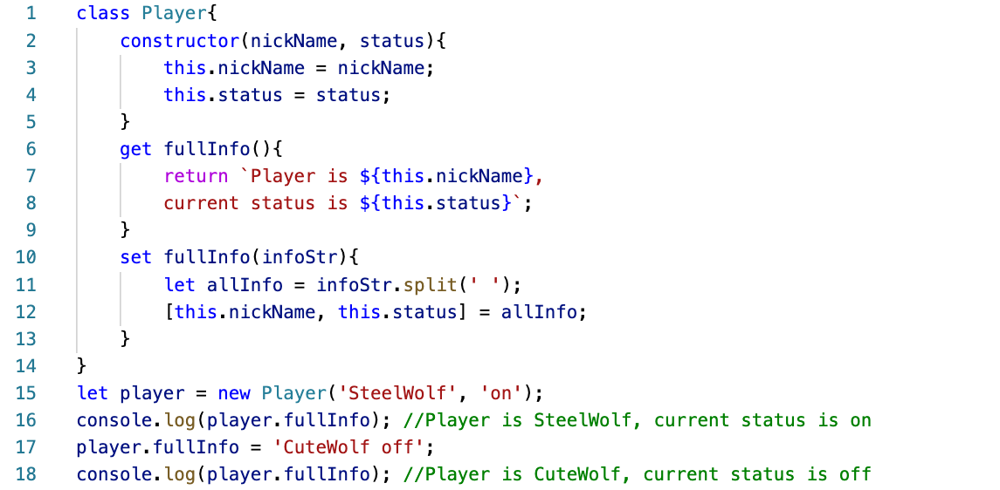 1 class Player{
2     constructor(nickName, status){
3         this.nickName = nickName;
4         this.status = status;
5     }
6     get fullInfo(){
7         return `Player is ${this.nickName},
8         current status is ${this.status}`;
9     }
10     set fullInfo(infoStr){
11         let allInfo = infoStr.split(' ');
12         [this.nickName, this.status] = allInfo;
13     }
14 }
15 let player = new Player('SteelWolf', 'on');
16 console.log(player.fullInfo); //Player is SteelWolf, current status is on
17 player.fullInfo = 'CuteWolf off';
18 console.log(player.fullInfo); //Player is CuteWolf, current status is off